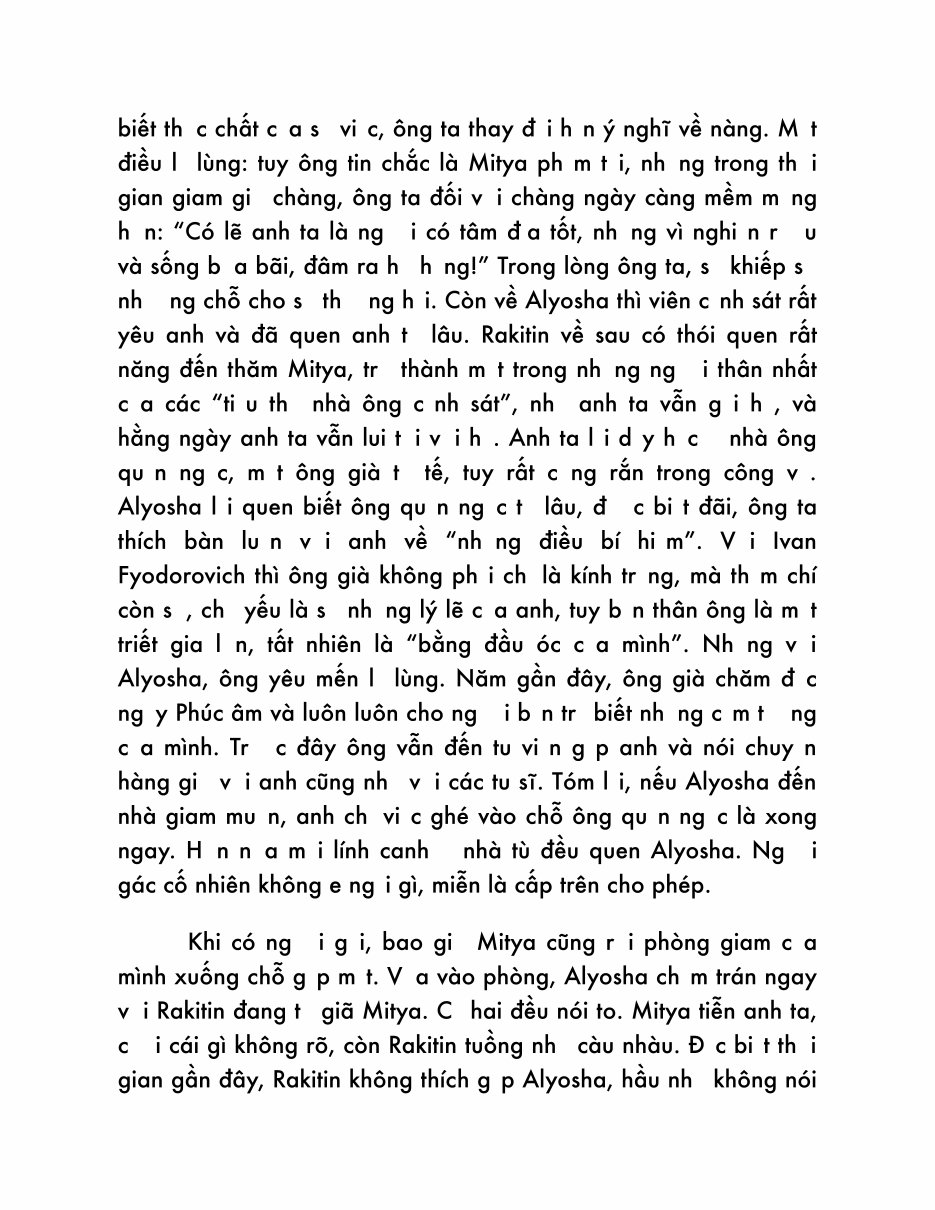 biết th c chất c a s vi c, ông ta thay đ i h n ý nghĩ về nàng. M t
điều l lùng: tuy ông tin chắc là Mitya ph m t i, nh ng trong th i
gian giam gi chàng, ông ta đối v i chàng ngày càng mềm m ng
h n: “Có lẽ anh ta là ng i có tâm đ a tốt, nh ng vì nghi n r u
và sống b a bãi, đâm ra h h ng!” Trong lòng ông ta, s khiếp s
nh ng chỗ cho s th ng h i. Còn về Alyosha thì viên c nh sát rất
yêu anh và đã quen anh t lâu. Rakitin về sau có thói quen rất
năng đến thăm Mitya, tr thành m t trong nh ng ng i thân nhất
c a các “ti u th nhà ông c nh sát”, nh anh ta vẫn g i h , và
hằng ngày anh ta vẫn lui t i v i h . Anh ta l i d y h c nhà ông
qu n ng c, m t ông già t tế, tuy rất c ng rắn trong công v .
Alyosha l i quen biết ông qu n ng c t lâu, đ c bi t đãi, ông ta
thích bàn lu n v i anh về “nh ng điều bí hi m”. V i Ivan
Fyodorovich thì ông già không ph i ch là kính tr ng, mà th m chí
còn s , ch yếu là s nh ng lý lẽ c a anh, tuy b n thân ông là m t
triết gia l n, tất nhiên là “bằng đầu óc c a mình”. Nh ng v i
Alyosha, ông yêu mến l lùng. Năm gần đây, ông già chăm đ c
ng y Phúc âm và luôn luôn cho ng i b n tr biết nh ng c m t ng
c a mình. Tr c đây ông vẫn đến tu vi n g p anh và nói chuy n
hàng gi v i anh cũng nh v i các tu sĩ. Tóm l i, nếu Alyosha đến
nhà giam mu n, anh ch vi c ghé vào chỗ ông qu n ng c là xong
ngay. H n n a m i lính canh nhà tù đều quen Alyosha. Ng i
gác cố nhiên không e ng i gì, miễn là cấp trên cho phép.
Khi có ng i g i, bao gi Mitya cũng r i phòng giam c a
mình xuống chỗ g p m t. V a vào phòng, Alyosha ch m trán ngay
v i Rakitin đang t giã Mitya. C hai đều nói to. Mitya tiễn anh ta,
c i cái gì không rõ, còn Rakitin tuồng nh càu nhàu. Đ c bi t th i
gian gần đây, Rakitin không thích g p Alyosha, hầu nh không nói